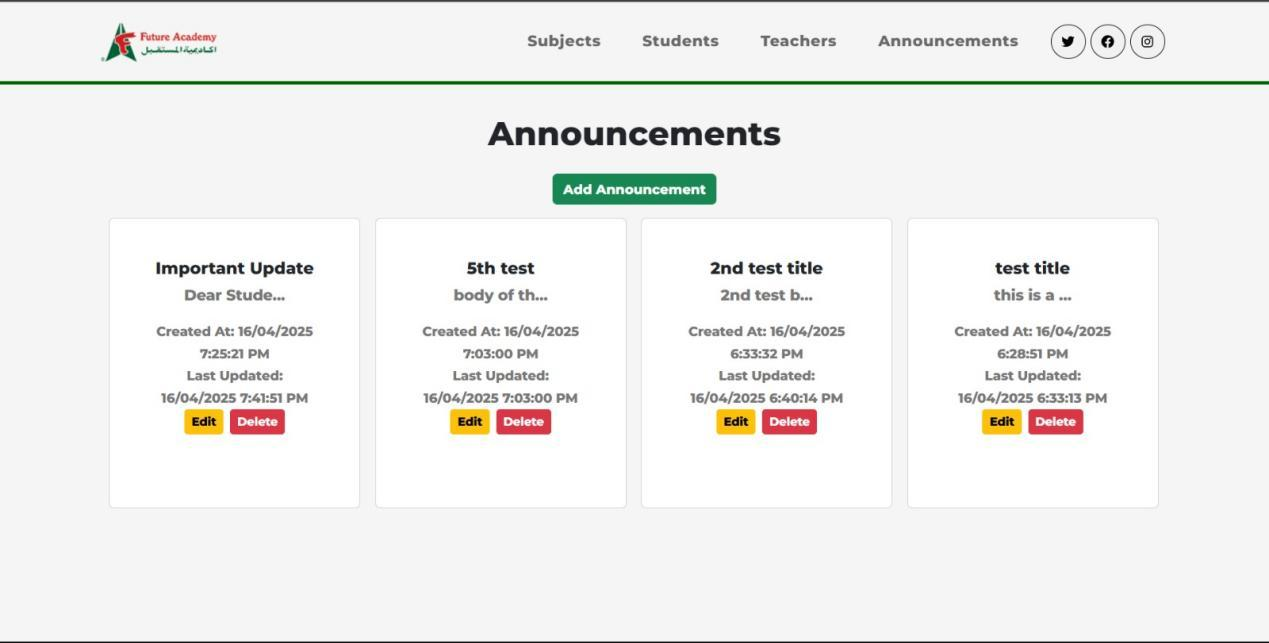 Future Academy
اكاديمية المستقبل
Subjects
Students
Teachers
Announcements
Announcements
Add Announcement
Important Update
Dear Stude...
Created At: 16/04/2025
7:25:21 PM
Last Updated:
16/04/2025 7:41:51 PM
Edit
Delete
5th test
body of th...
Created At: 16/04/2025
7:03:00 PM
Last Updated:
16/04/2025 7:03:00 PM
Edit
Delete
2nd test title
2nd test b...
Created At: 16/04/2025
6:33:32 PM
Last Updated:
16/04/2025 6:40:14 PM
Edit
Delete
test title
this is a ...
Created At: 16/04/2025
6:28:51 PM
Last Updated:
16/04/2025 6:33:13 PM
Edit
Delete